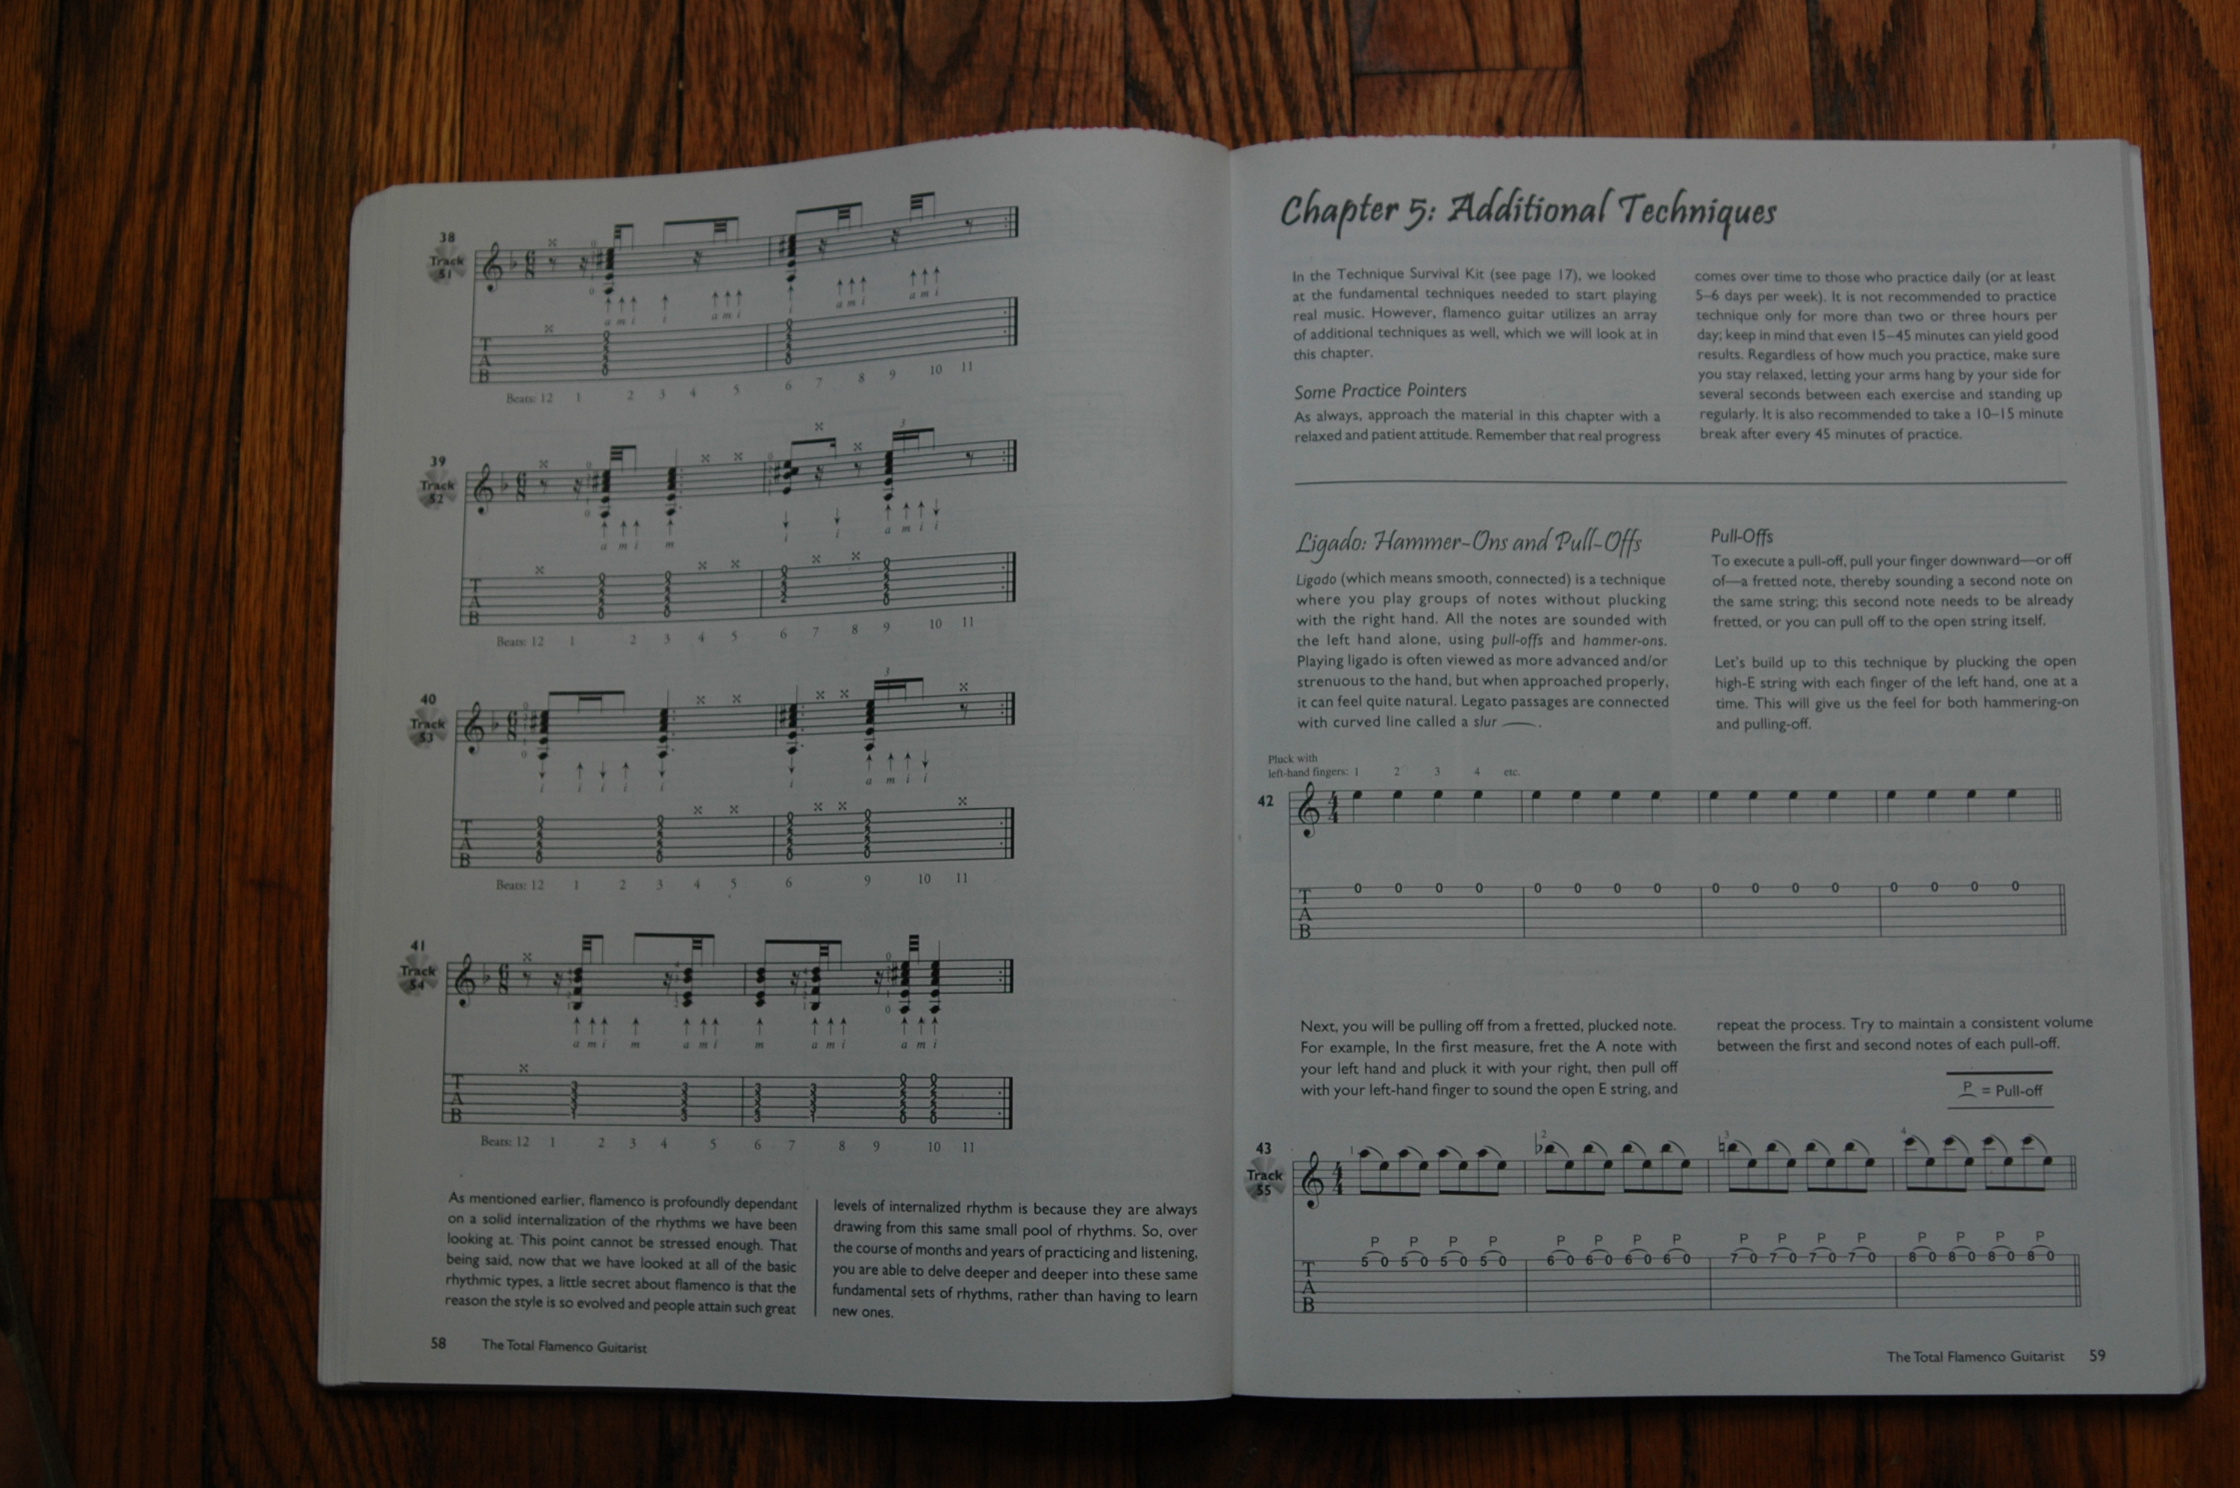 38
Track
51
a m i i a m i i a m i a m i
T
A
B
Beats: 12 1 2 3 4 5 6 7 8 9 10 11
39
Track
52
3
a m i m i i a m i i
T
A
B
Beats: 12 1 2 3 4 5 6 7 8 9 10 11
40
Track
53
3
i i i i i i a m i i
T
A
B
Beats: 12 1 2 3 4 5 6 9 10 11
41
Track
54
a m i m a m i m a m i a m i
T
A
B
Beats: 12 1 2 3 4 5 6 7 8 9 10 11
As mentioned earlier, flamenco is profoundly dependant
on a solid internalization of the rhythms we have been
looking at. This point cannot be stressed enough. That
being said, now that we have looked at all of the basic
rhythmic types, a little secret about flamenco is that the
reason the style is so evolved and people attain such great
levels of internalized rhythm is because they are always
drawing from this same small pool of rhythms. So, over
the course of months and years of practicing and listening,
you are able to delve deeper and deeper into these same
fundamental sets of rhythms, rather than having to learn
new ones.
58 The Total Flamenco Guitarist
Chapter 5: Additional Techniques
In the Technique Survival Kit (see page 17), we looked
at the fundamental techniques needed to start playing
real music. However, flamenco guitar utilizes an array
of additional techniques as well, which we will look at in
this chapter.
Some Practice Pointers
As always, approach the material in this chapter with a
relaxed and patient attitude. Remember that real progress
comes over time to those who practice daily (or at least
5–6 days per week). It is not recommended to practice
technique only for more than two or three hours per
day; keep in mind that even 15–45 minutes can yield good
results. Regardless of how much you practice, make sure
you stay relaxed, letting your arms hang by your side for
several seconds between each exercise and standing up
regularly. It is also recommended to take a 10–15 minute
break after every 45 minutes of practice.
Ligado: Hammer-Ons and Pull-Offs
Ligado (which means smooth, connected) is a technique
where you play groups of notes without plucking
with the right hand. All the notes are sounded with
the left hand alone, using pull-offs and hammer-ons.
Playing ligado is often viewed as more advanced and/or
strenuous to the hand, but when approached properly,
it can feel quite natural. Legato passages are connected
with curved line called a slur .
Pull-Offs
To execute a pull-off, pull your finger downward—or off
of—a fretted note, thereby sounding a second note on
the same string; this second note needs to be already
fretted, or you can pull off to the open string itself.
Let's build up to this technique by plucking the open
high-E string with each finger of the left hand, one at a
time. This will give us the feel for both hammering-on
and pulling-off.
Pluck with
left-hand fingers: 1 2 3 4 etc.
42
4
4
T
A
B
0 0 0 0 0 0 0 0 0 0 0 0 0 0 0 0
Next, you will be pulling off from a fretted, plucked note.
For example, In the first measure, fret the A note with
your left hand and pluck it with your right, then pull off
with your left-hand finger to sound the open E string, and
repeat the process. Try to maintain a consistent volume
between the first and second notes of each pull-off.
P = Pull-off
43
Track
55
1 2 3 4
4
4
P P P P P P P P P P P P P P P P
5 0 5 0 5 0 5 0 6 0 6 0 6 0 6 0 7 0 7 0 7 0 7 0 8 0 8 0 8 0 8 0
T
A
B
The Total Flamenco Guitarist 59